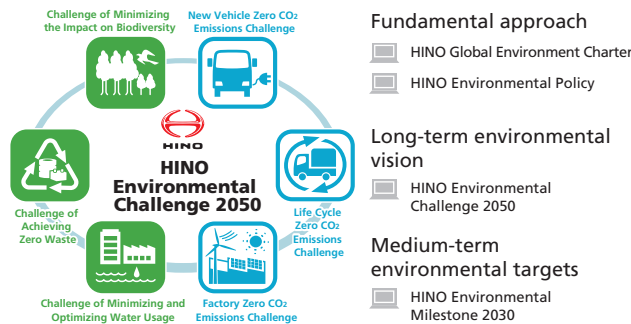 Challenge of Minimizing
the Impact on Biodiversity
New Vehicle Zero CO₂
Emissions Challenge
HINO
HINO
Environmental
Challenge 2050
Challenge of
Achieving
Zero Waste
Life Cycle
Zero CO₂
Emissions
Challenge
Challenge of Minimizing and
Optimizing Water Usage
Factory Zero CO₂
Emissions Challenge
Fundamental approach
HINO Global Environment Charter
HINO Environmental Policy
Long-term environmental
vision
HINO Environmental
Challenge 2050
Medium-term
environmental targets
HINO Environmental
Milestone 2030